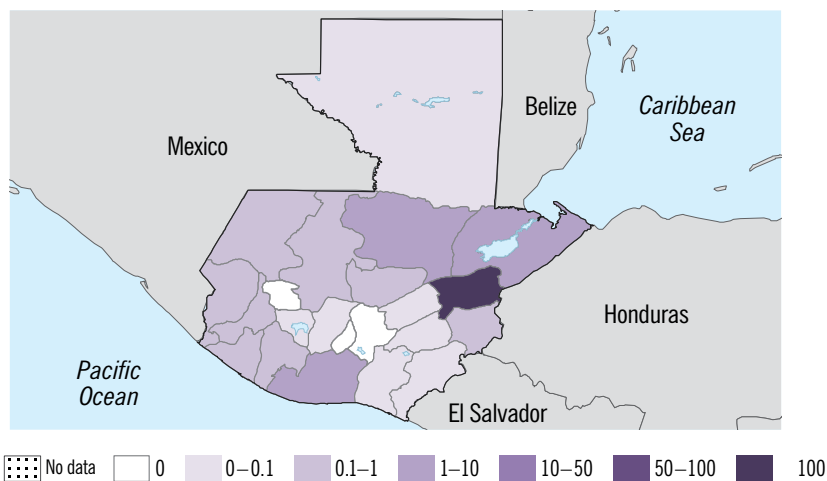 Belize
Caribbean
Sea
Mexico
Honduras
Pacific
Ocean
El Salvador
No data 0 0–0.1 0.1–1 1–10 10–50 50–100 100